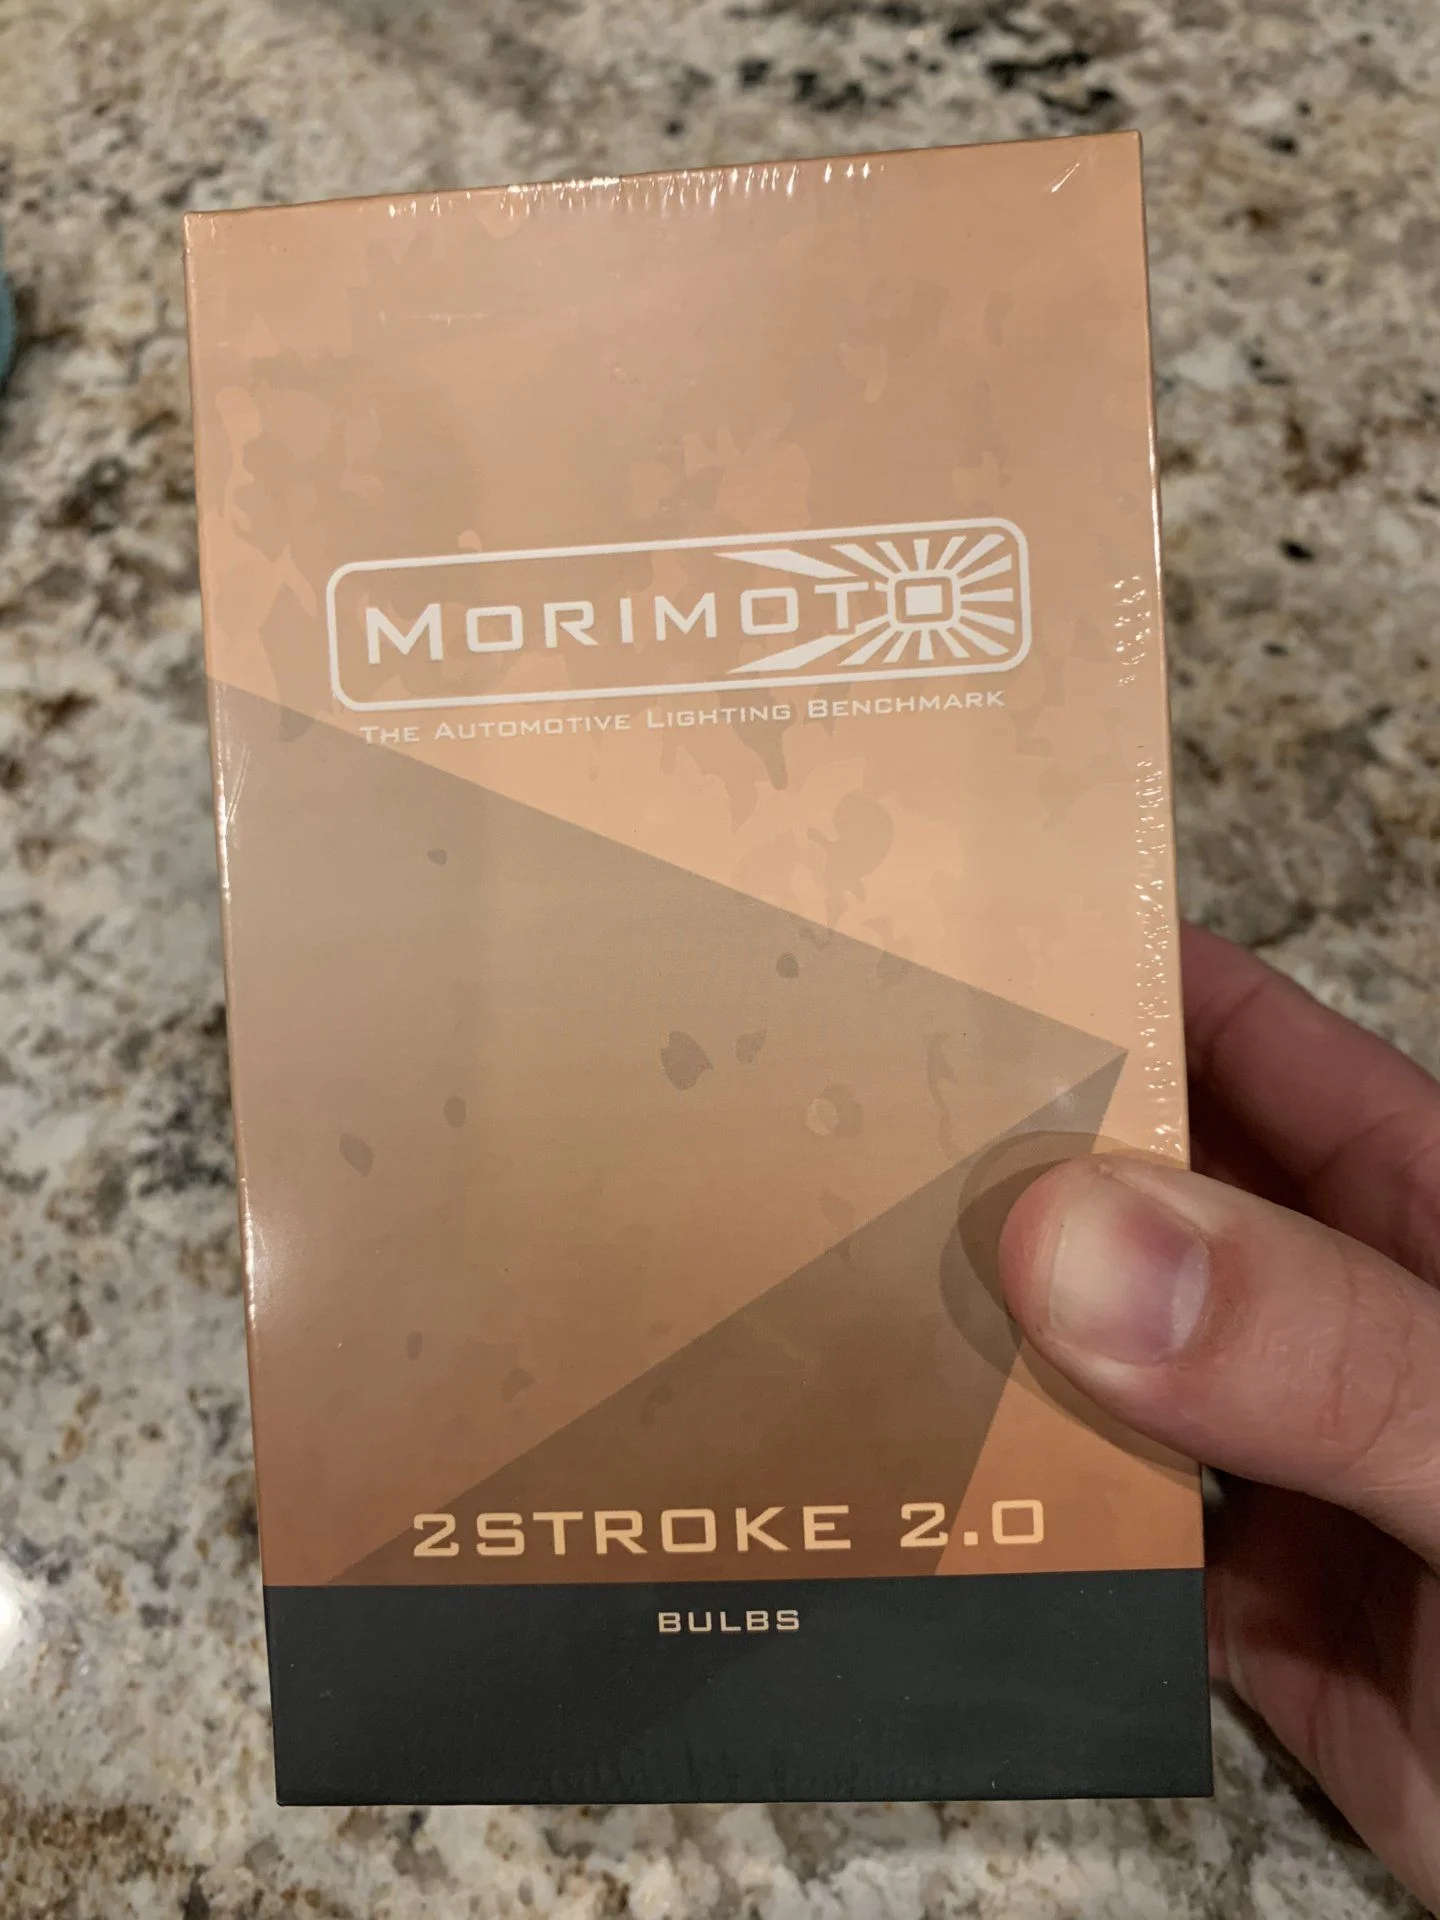 MORIMOTO
THE AUTOMOTIVE LIGHTING BENCHMARK
2STROKE 2.0
BULBS